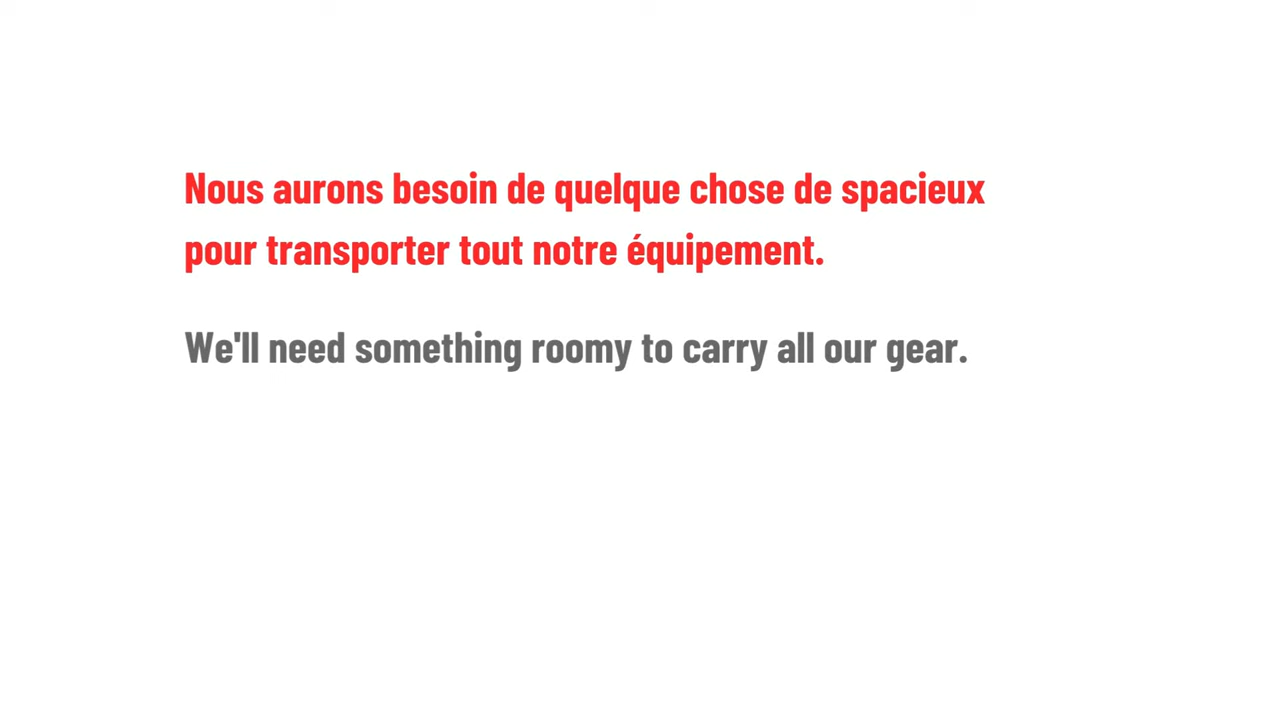 Nous aurons besoin de quelque chose de spacieux
pour transporter tout notre équipement.
We'll need something roomy to carry all our gear.